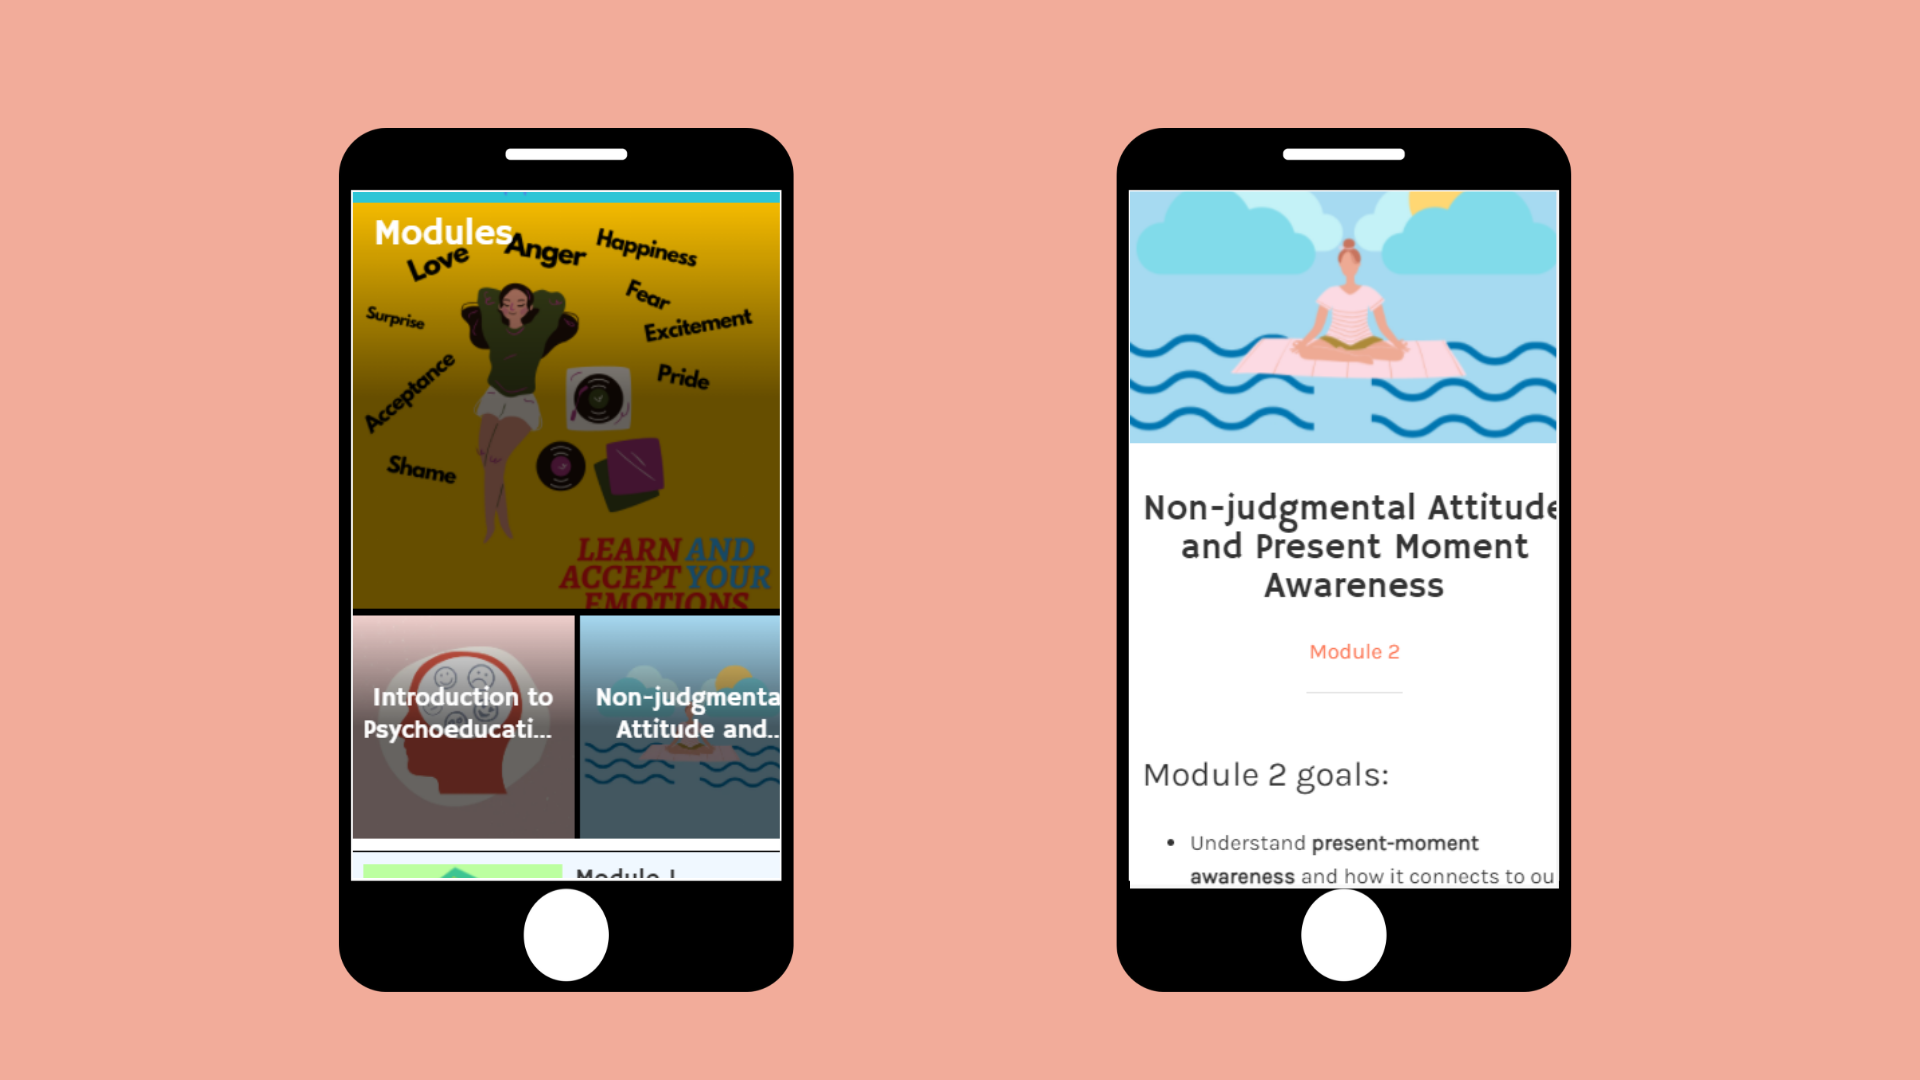 Modules
Love
Anger
Happiness
Fear
Surprise
Excitement
Acceptance
Pride
Shame
LEARN AND
ACCEPT YOUR
EMOTIONS
Introduction to
Psychoeducati...
Non-judgmenta
Attitude and..
Module
Non-judgmental Attitude
and Present Moment
Awareness
Module 2
Module 2 goals:
• Understand present-moment
awareness and how it connects to ou